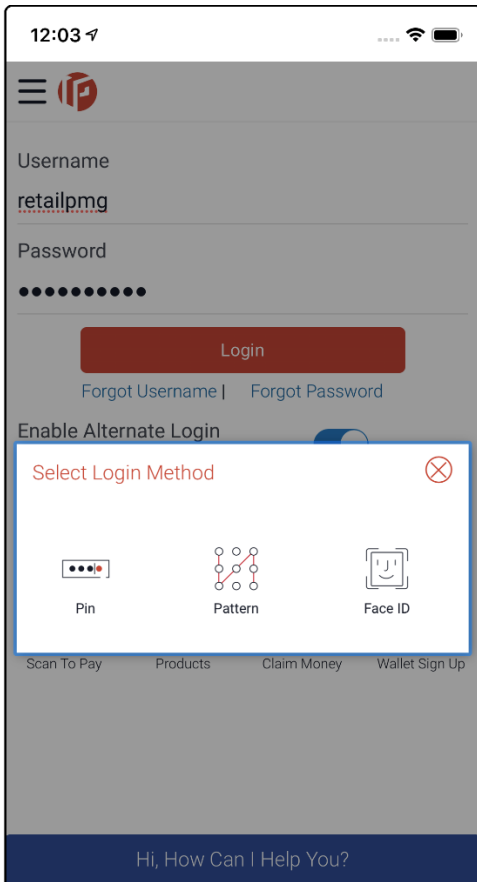 12:03
Username
retailpmg
Password
Login
Forgot Username | Forgot Password
Enable Alternate Login
Select Login Method
Pin Pattern Face ID
Scan To Pay Products Claim Money Wallet Sign Up
Hi, How Can I Help You?